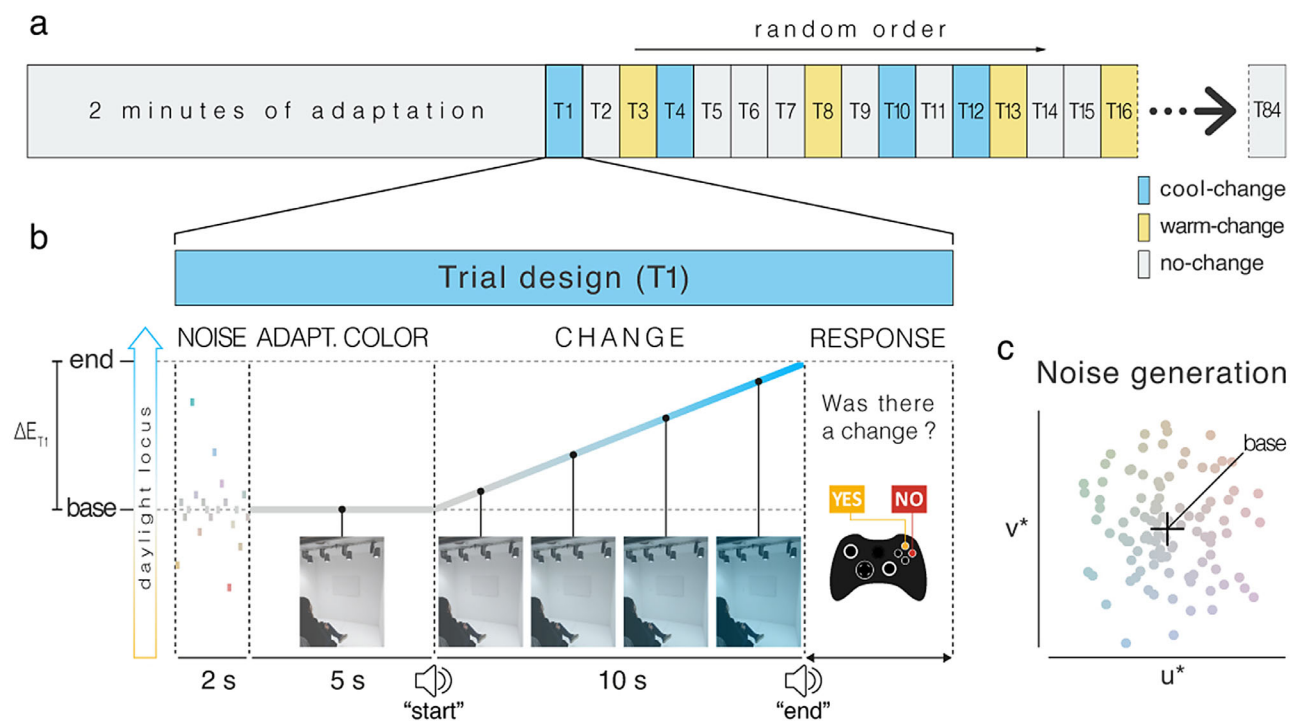 a
random order
2 minutes of adaptation
T1 T2 T3 T4 T5 T6 T7 T8 T9 T10 T11 T12 T13 T14 T15 T16 T84
cool-change
warm-change
no-change
b
Trial design (T1)
NOISE ADAPT. COLOR CHANGE RESPONSE
end
ΔE_T1
base
daylight locus
Was there
a change ?
YES NO
2 s 5 s 10 s
"start" "end"
c
Noise generation
base
v*
u*